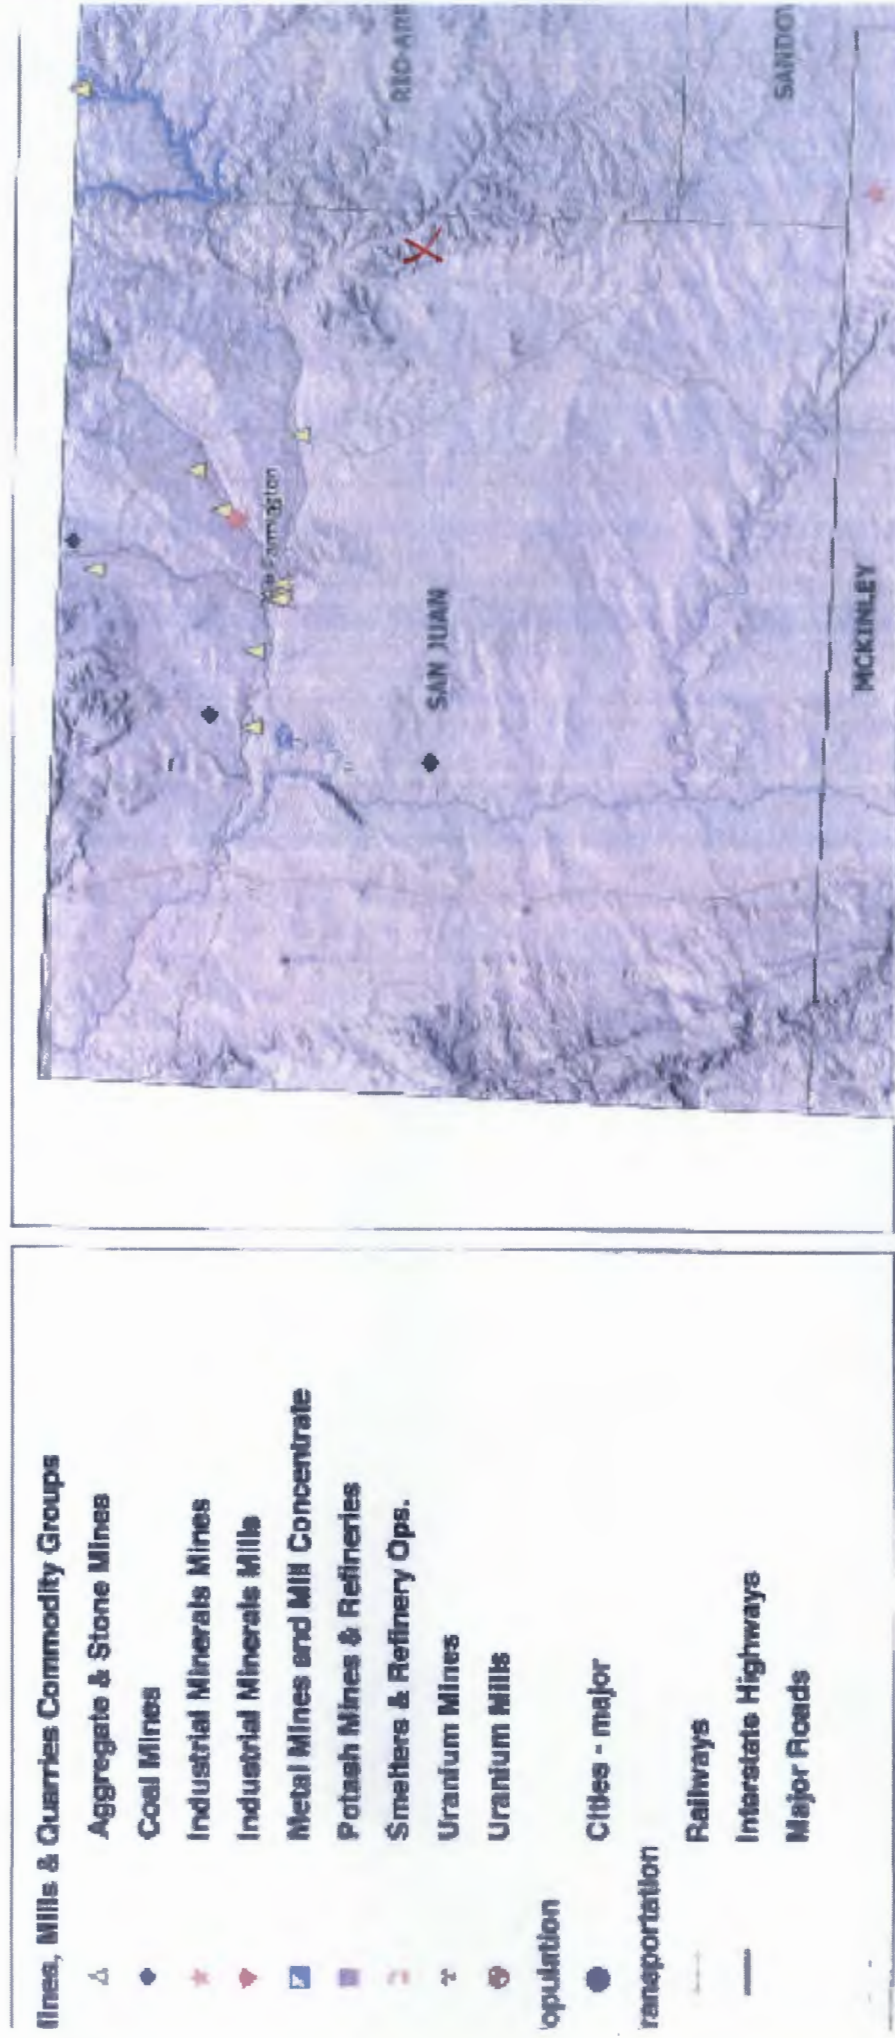 RIO ARR
SANDOV
Farmington
SAN JUAN
MCKINLEY
lines, Mills & Quarries Commodity Groups
Aggregate & Stone Mines
Coal Mines
Industrial Minerals Mines
Industrial Minerals Mills
Metal Mines and Mill Concentrate
Potash Mines & Refineries
Smelters & Refinery Ops.
Uranium Mines
Uranium Mills
opulation
Cities - major
ransportation
Railways
Interstate Highways
Major Roads